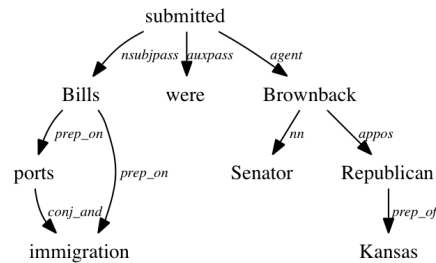 submitted
nsubjpass auxpass agent
Bills were Brownback
prep_on prep_on nn appos
ports Senator Republican
conj_and prep_of
immigration Kansas